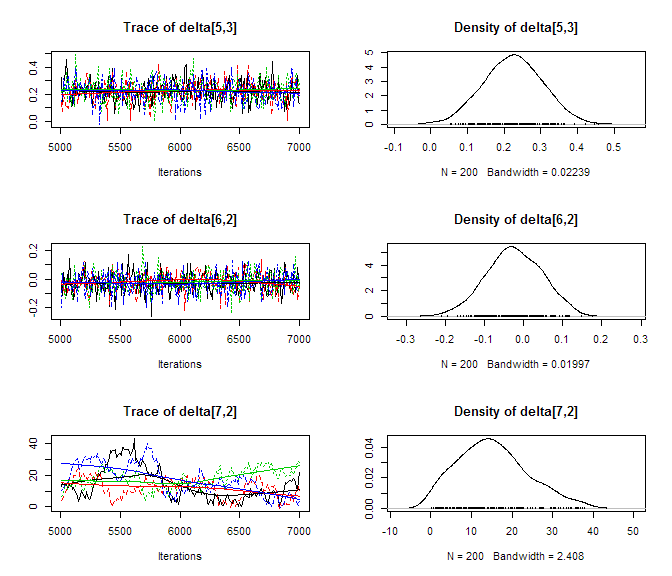 Trace of delta[5,3]
0.0 0.2 0.4
5000 5500 6000 6500 7000
Iterations
Density of delta[5,3]
0 1 2 3 4 5
-0.1 0.0 0.1 0.2 0.3 0.4 0.5
N = 200 Bandwidth = 0.02239
Trace of delta[6,2]
-0.2 0.0 0.2
5000 5500 6000 6500 7000
Iterations
Density of delta[6,2]
0 2 4
-0.3 -0.2 -0.1 0.0 0.1 0.2 0.3
N = 200 Bandwidth = 0.01997
Trace of delta[7,2]
0 20 40
5000 5500 6000 6500 7000
Iterations
Density of delta[7,2]
0.00 0.02 0.04
-10 0 10 20 30 40 50
N = 200 Bandwidth = 2.408